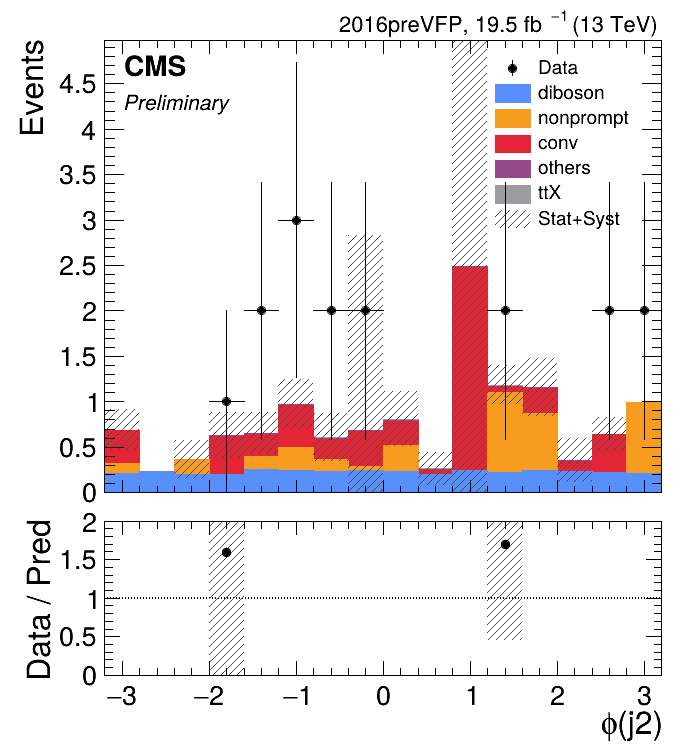 2016preVFP, 19.5 fb ⁻¹ (13 TeV)
Events
CMS
Preliminary
Data
diboson
nonprompt
conv
others
ttX
Stat+Syst
4.5
4
3.5
3
2.5
2
1.5
1
0.5
0
Data / Pred
2
1.5
1
0.5
0
−3 −2 −1 0 1 2 3
ϕ(j2)